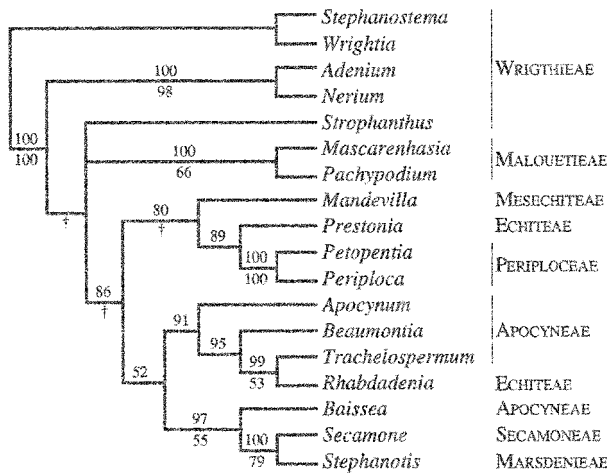 Stephanostema
Wrightia
WRIGTHIEAE
100
98
Adenium
Nerium
100
100
Strophanthus
100
66
Mascarenhasia
Pachypodium
MALOUETIEAE
†
80
†
Mandevilla
MESECHITEAE
89
Prestonia
ECHITEAE
100
100
Petopentia
Periploca
PERIPLOCEAE
86
†
91
Apocynum
95
Beaumontia
APOCYNEAE
99
53
Trachelospermum
52
Rhabdadenia
ECHITEAE
97
55
Baissea
APOCYNEAE
100
79
Secamone
SECAMONEAE
Stephanotis
MARSDENIEAE